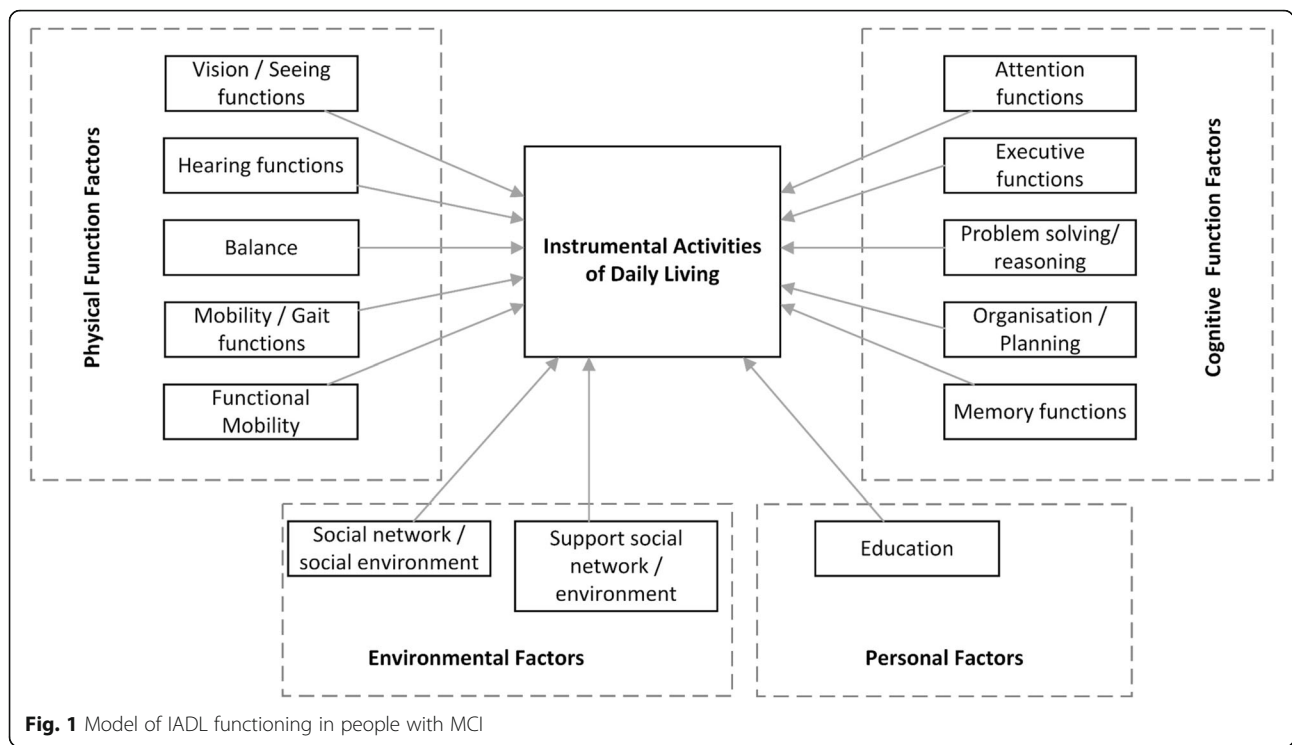 Physical Function Factors
Vision / Seeing
functions
Hearing functions
Balance
Mobility / Gait
functions
Functional
Mobility
Instrumental Activities
of Daily Living
Attention
functions
Executive
functions
Problem solving/
reasoning
Organisation /
Planning
Memory functions
Cognitive Function Factors
Social network /
social environment
Support social
network /
environment
Environmental Factors
Education
Personal Factors
Fig. 1 Model of IADL functioning in people with MCI